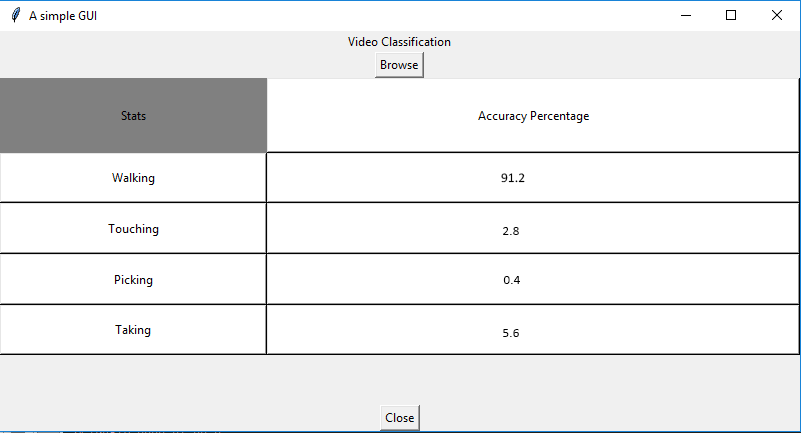 A simple GUI
Video Classification
Browse
Stats Accuracy Percentage
Walking 91.2
Touching 2.8
Picking 0.4
Taking 5.6
Close